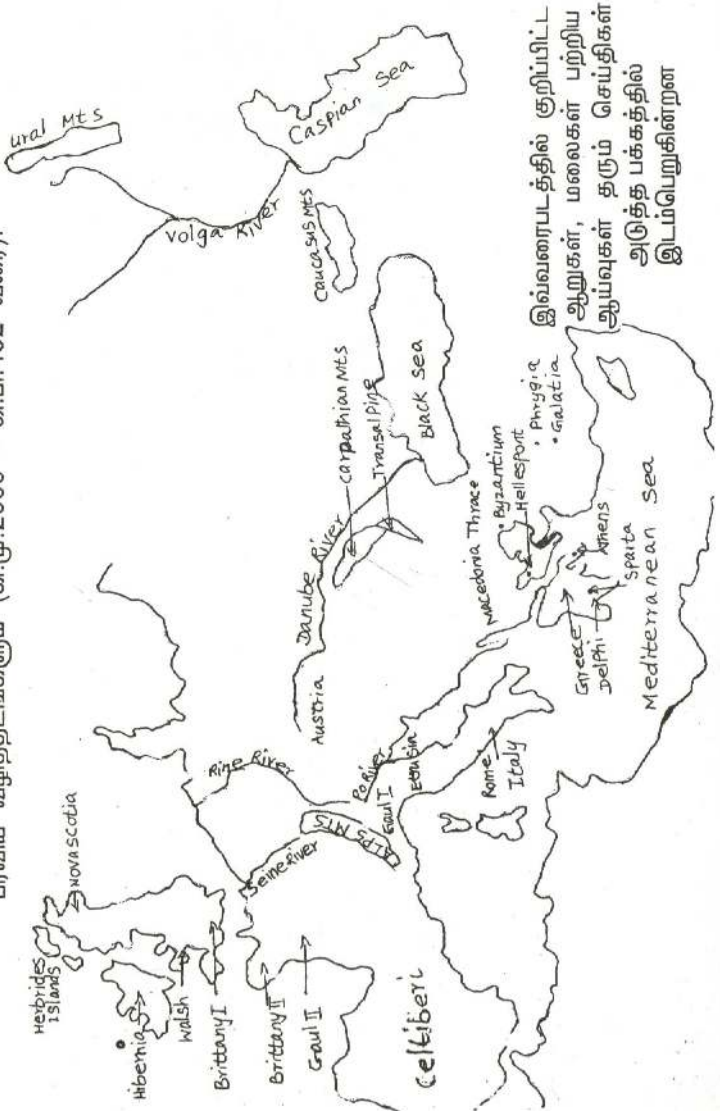 ural Mts
Volga River
Caspian Sea
Caucasus Mts
Black Sea
Carpathian Mts
Transalpine
Danube River
Austria
Macedonia Thrace
Byzantium
Hellesport
Phrygia
Galatia
Athens
Sparta
Greece
Delphi
Mediterranean Sea
Rine River
Po River
Gaul I
Rome
Italy
ALPS MTS
Seine River
Novascotia
Herbrides
Islands
Hibernia
Walsh
Brittany I
Brittany II
Gaul II
Celtiberi
இவ்வரைபடத்தில் குறிப்பிட்ட
ஆறுகள், மலைகள் பற்றிய
ஆய்வுகள் தரும் செய்திகள்
அடுத்த பக்கத்தில்
இடம்பெறுகின்றன